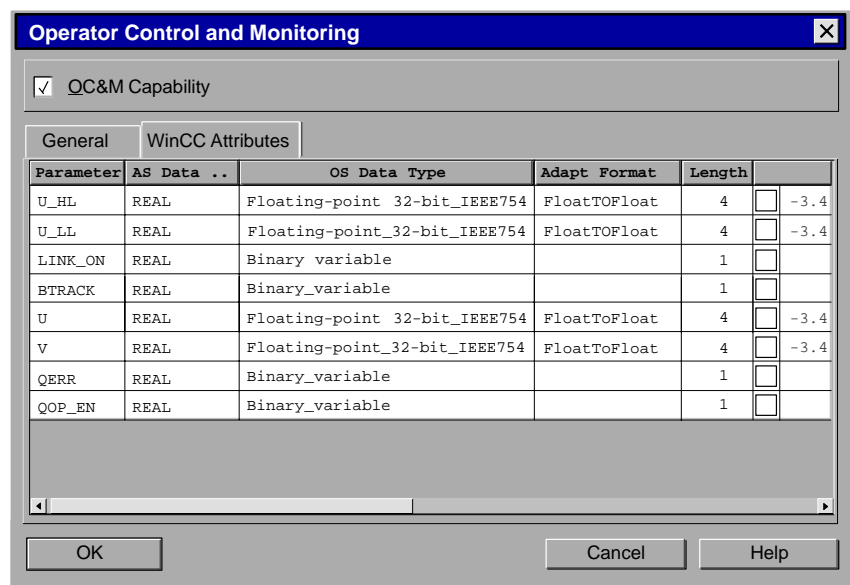 Operator Control and Monitoring
OC&M Capability
General WinCC Attributes
Parameter AS Data .. OS Data Type Adapt Format Length
U_HL REAL Floating-point 32-bit_IEEE754 FloatTOFloat 4 -3.4
U_LL REAL Floating-point_32-bit_IEEE754 FloatTOFloat 4 -3.4
LINK_ON REAL Binary variable 1
BTRACK REAL Binary_variable 1
U REAL Floating-point 32-bit_IEEE754 FloatToFloat 4 -3.4
V REAL Floating-point_32-bit_IEEE754 FloatToFloat 4 -3.4
QERR REAL Binary_variable 1
QOP_EN REAL Binary_variable 1
OK Cancel Help